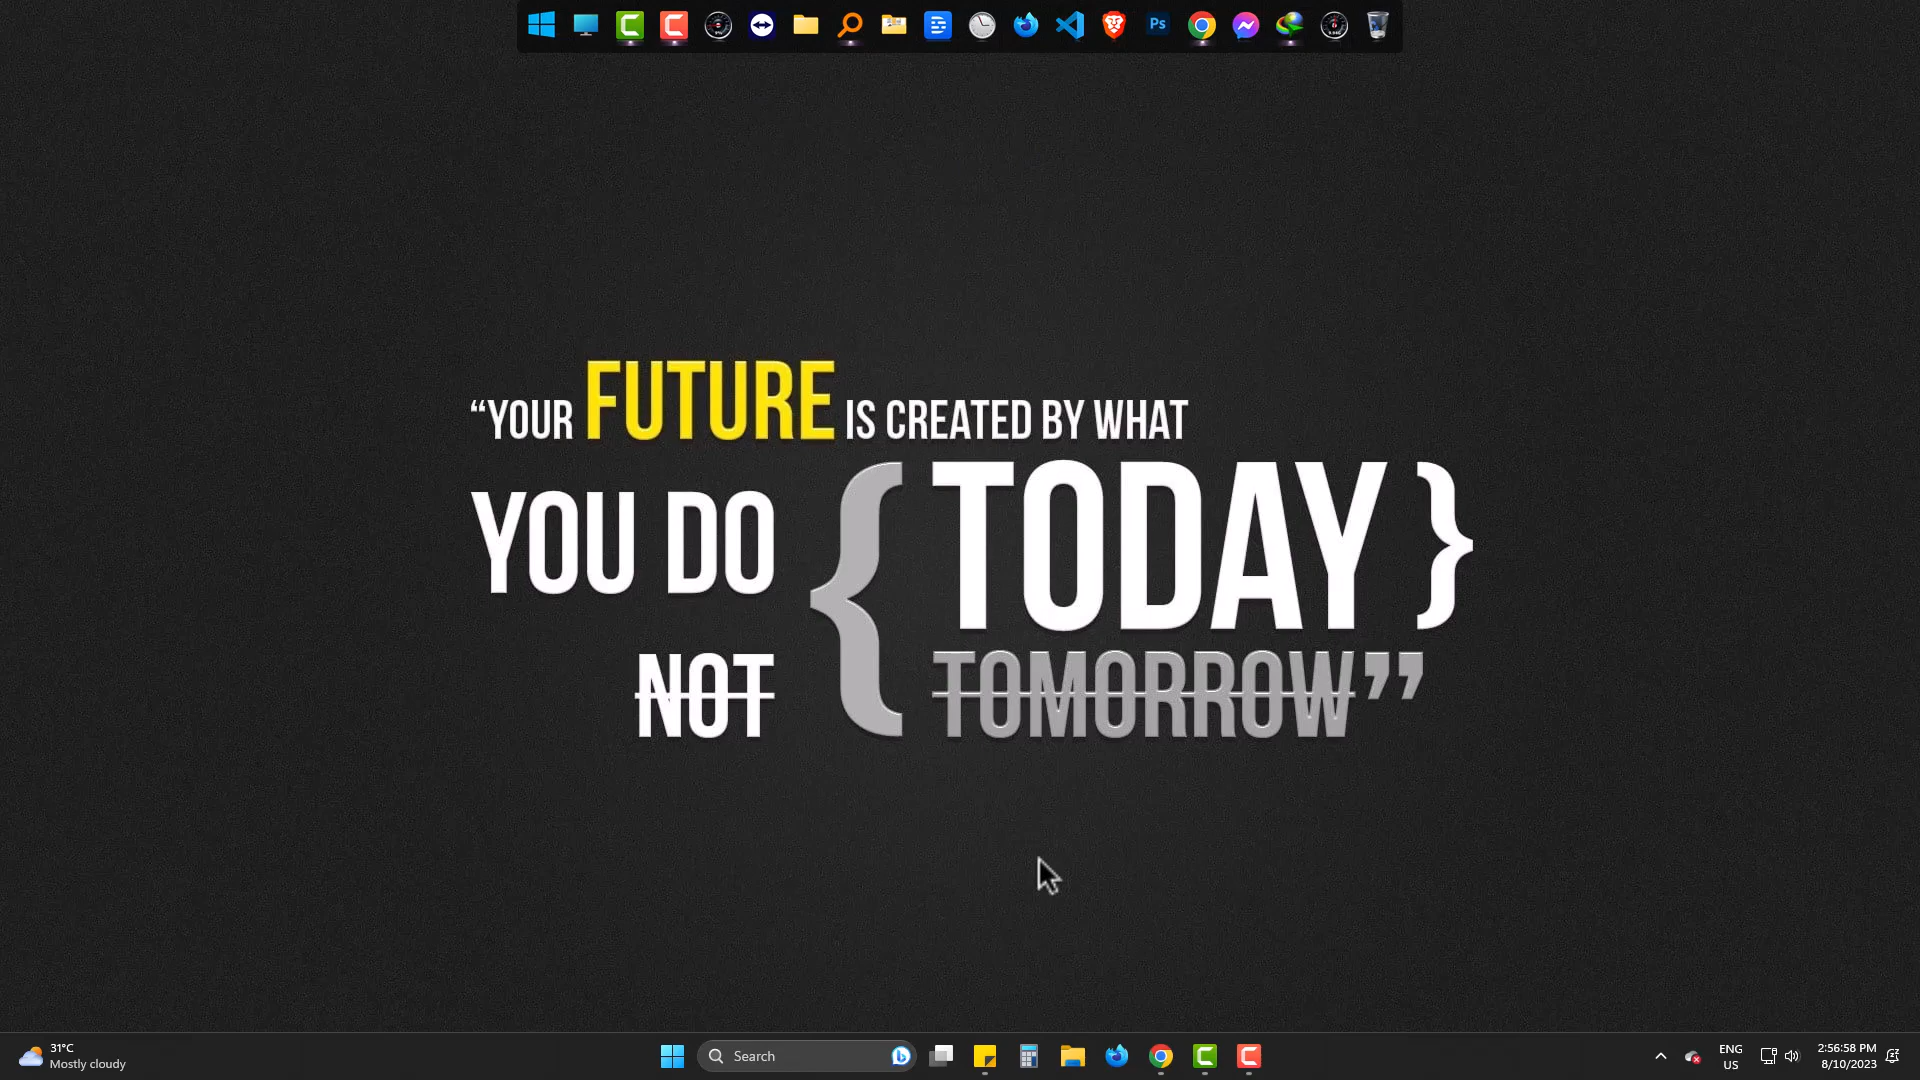 Ps
“YOUR FUTURE IS CREATED BY WHAT
YOU DO { TODAY }
NOT TOMORROW”
31°C
Mostly cloudy
Search
ENG
US
2:56:58 PM
8/10/2023